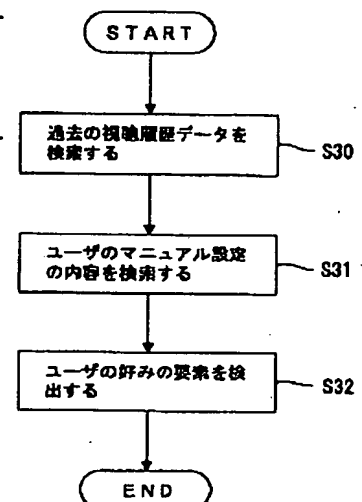 START
過去の視聴履歴データを
検索する
S30
ユーザのマニュアル設定
の内容を検索する
S31
ユーザの好みの要素を検
出する
S32
END